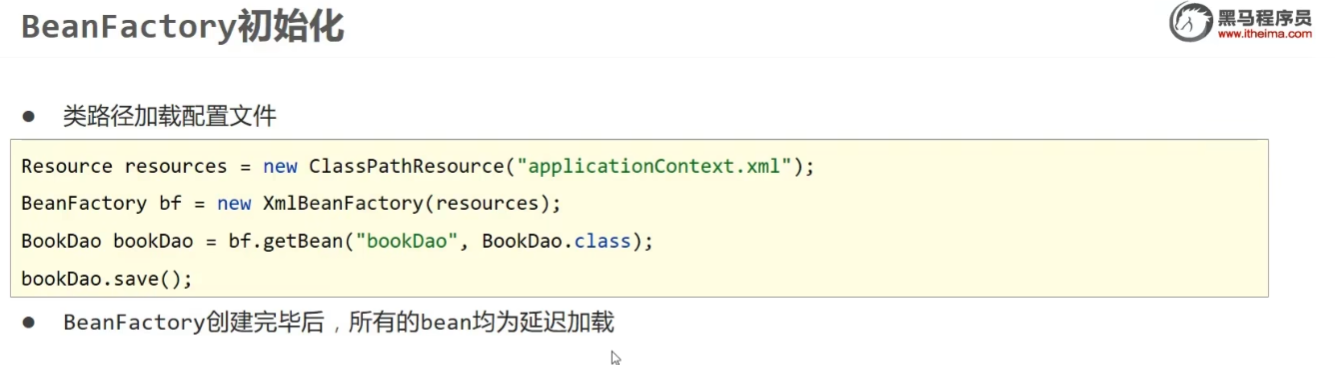 BeanFactory初始化
黑马程序员
www.itheima.com
● 类路径加载配置文件
Resource resources = new ClassPathResource("applicationContext.xml");
BeanFactory bf = new XmlBeanFactory(resources);
BookDao bookDao = bf.getBean("bookDao", BookDao.class);
bookDao.save();
● BeanFactory创建完毕后，所有的bean均为延迟加载